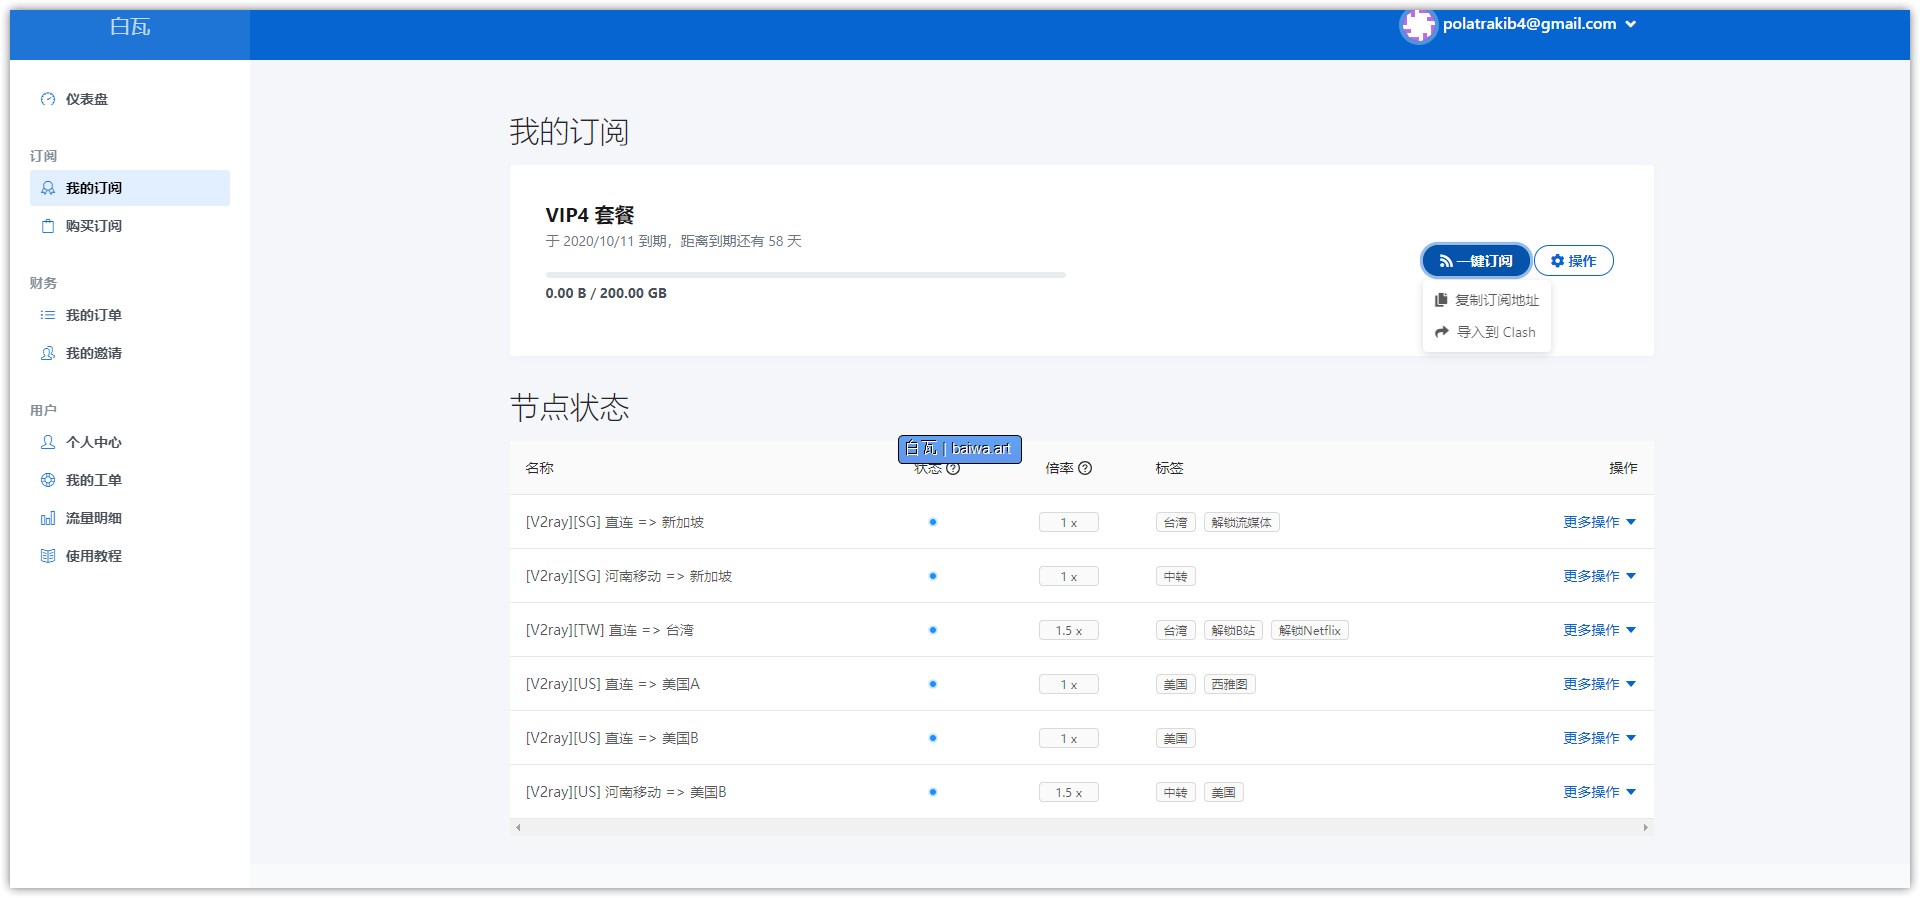 白瓦
polatrakib4@gmail.com
仪表盘
订阅
我的订阅
购买订阅
财务
我的订单
我的邀请
用户
个人中心
我的工单
流量明细
使用教程
我的订阅
VIP4 套餐
于 2020/10/11 到期，距离到期还有 58 天
0.00 B / 200.00 GB
一键订阅 操作
复制订阅地址
导入到 Clash
节点状态
白瓦 | baiwa.art
名称 状态 倍率 标签 操作
[V2ray][SG] 直连 => 新加坡 1 x 台湾 解锁流媒体 更多操作
[V2ray][SG] 河南移动 => 新加坡 1 x 中转 更多操作
[V2ray][TW] 直连 => 台湾 1.5 x 台湾 解锁B站 解锁Netflix 更多操作
[V2ray][US] 直连 => 美国A 1 x 美国 西雅图 更多操作
[V2ray][US] 直连 => 美国B 1 x 美国 更多操作
[V2ray][US] 河南移动 => 美国B 1.5 x 中转 美国 更多操作